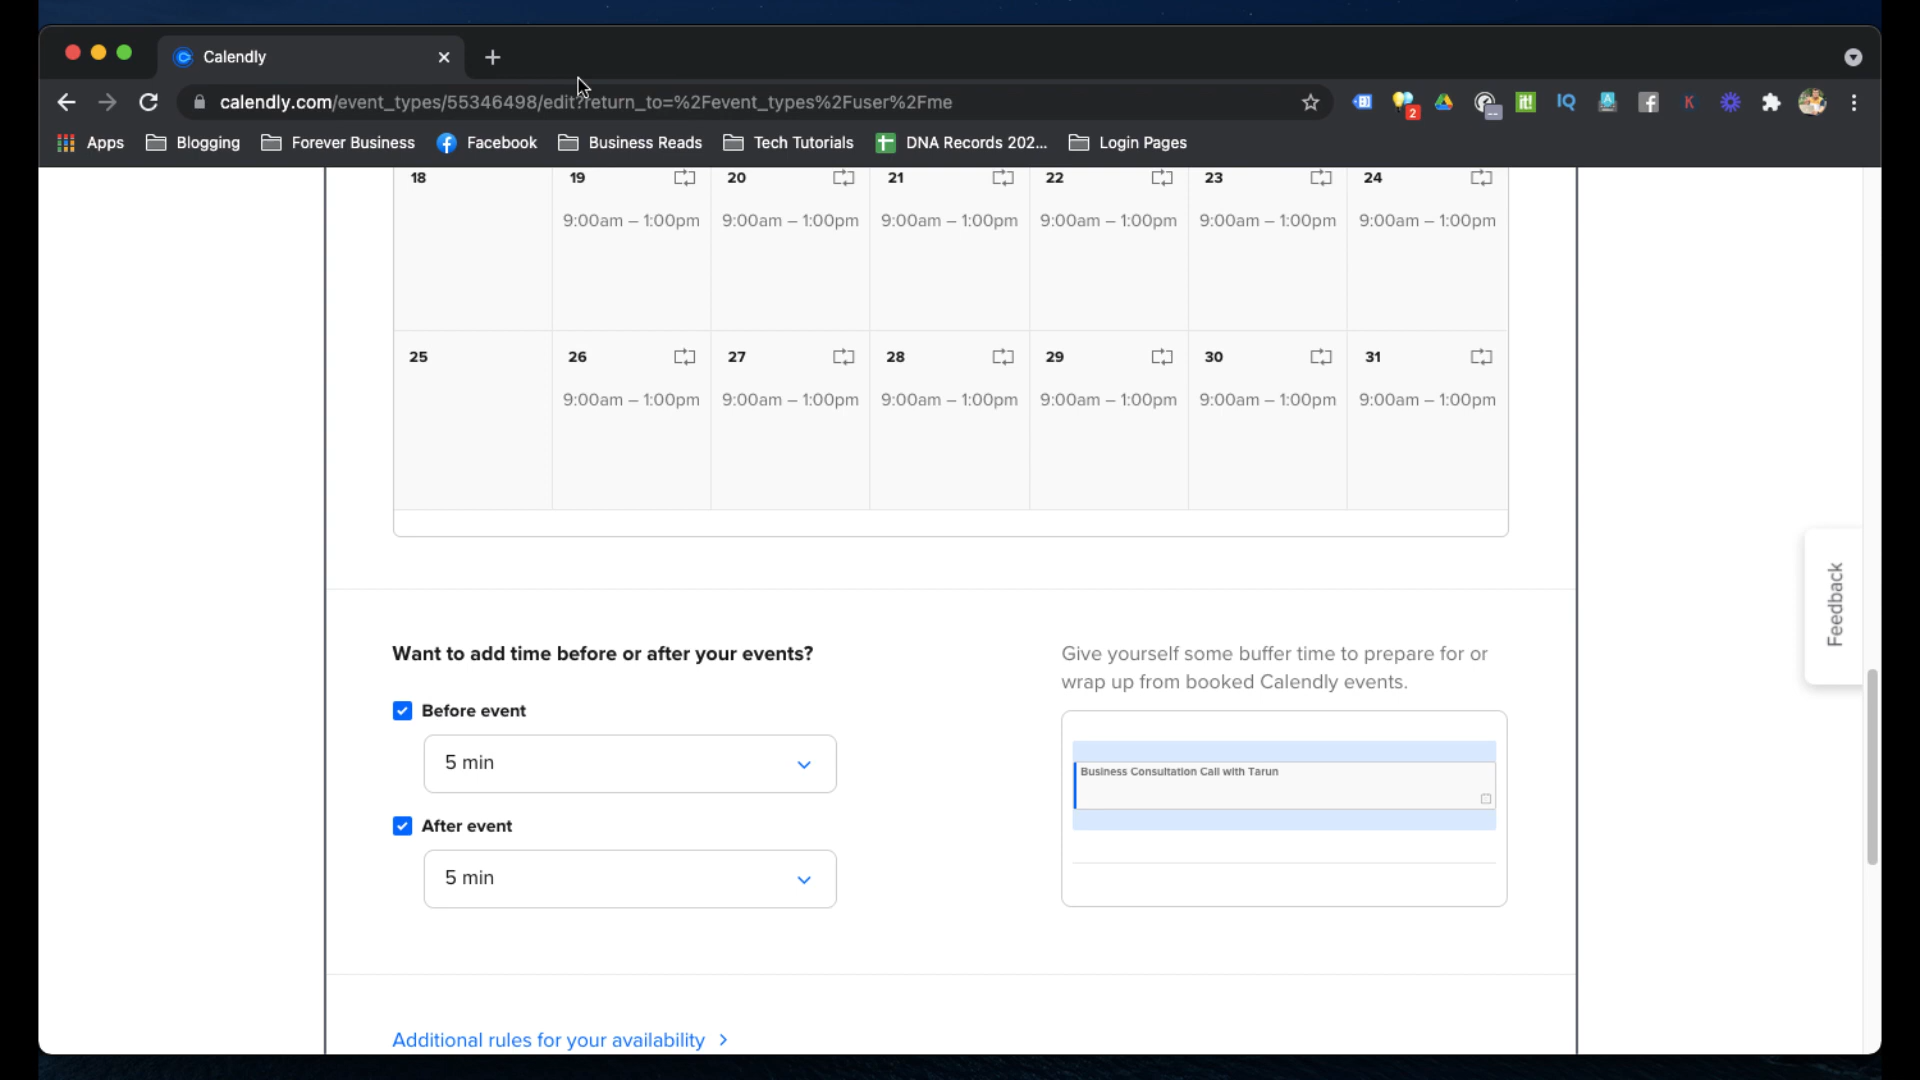 Calendly
calendly.com/event_types/55346498/edit?return_to=%2Fevent_types%2Fuser%2Fme
2
IQ
K
Apps
Blogging
Forever Business
Facebook
Business Reads
Tech Tutorials
DNA Records 202...
Login Pages
18 19 20 21 22 23 24
9:00am – 1:00pm 9:00am – 1:00pm 9:00am – 1:00pm 9:00am – 1:00pm 9:00am – 1:00pm 9:00am – 1:00pm
25 26 27 28 29 30 31
9:00am – 1:00pm 9:00am – 1:00pm 9:00am – 1:00pm 9:00am – 1:00pm 9:00am – 1:00pm 9:00am – 1:00pm
Want to add time before or after your events?
Before event
5 min
After event
5 min
Give yourself some buffer time to prepare for or
wrap up from booked Calendly events.
Business Consultation Call with Tarun
Additional rules for your availability
Feedback